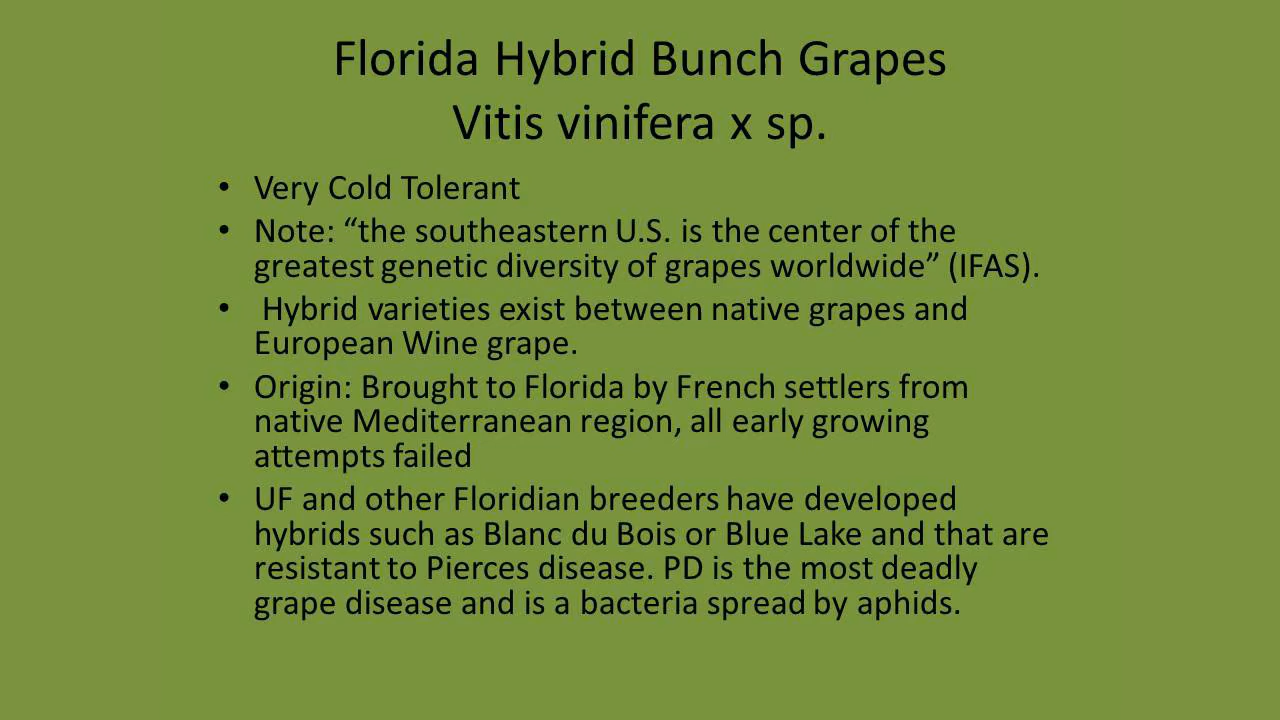 Florida Hybrid Bunch Grapes
Vitis vinifera x sp.
• Very Cold Tolerant
• Note: “the southeastern U.S. is the center of the
greatest genetic diversity of grapes worldwide” (IFAS).
• Hybrid varieties exist between native grapes and
European Wine grape.
• Origin: Brought to Florida by French settlers from
native Mediterranean region, all early growing
attempts failed
• UF and other Floridian breeders have developed
hybrids such as Blanc du Bois or Blue Lake and that are
resistant to Pierces disease. PD is the most deadly
grape disease and is a bacteria spread by aphids.